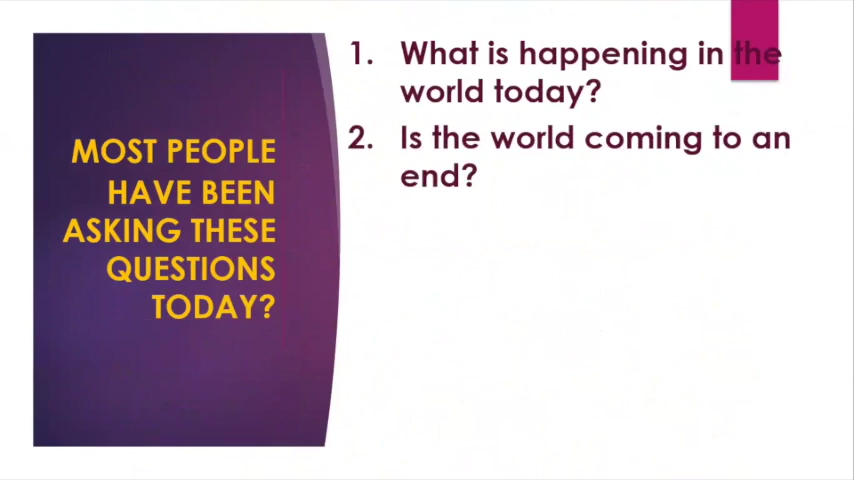 MOST PEOPLE
HAVE BEEN
ASKING THESE
QUESTIONS
TODAY?
1. What is happening in the
world today?
2. Is the world coming to an
end?